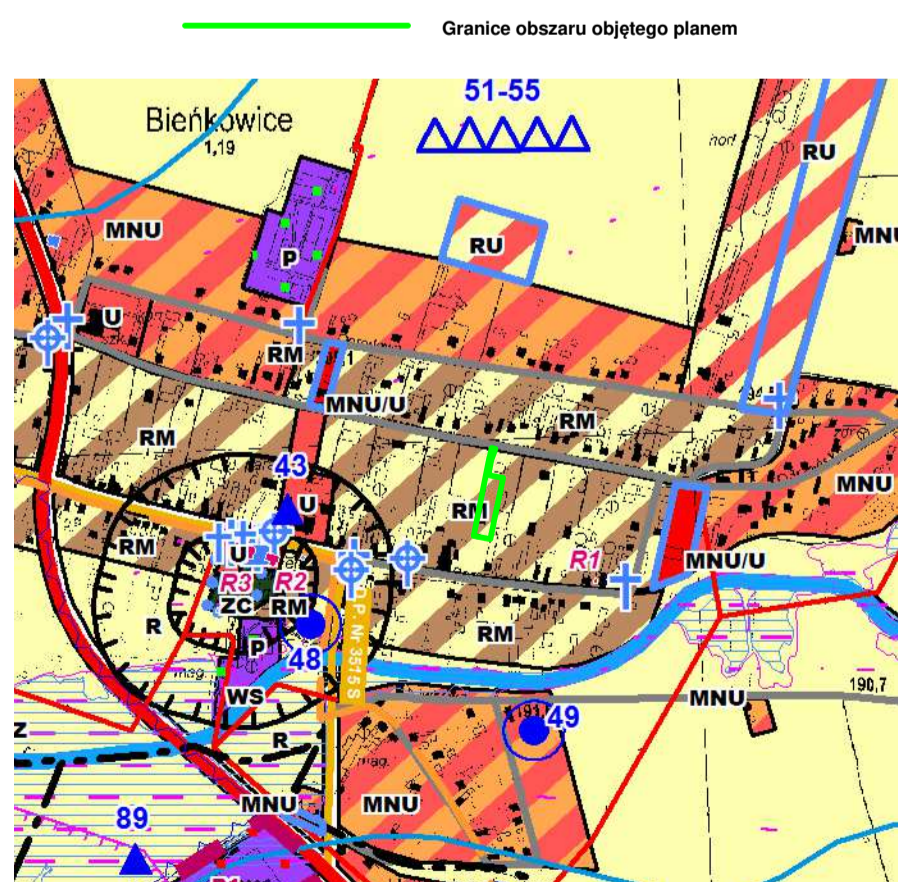 Granice obszaru objętego planem
51-55
Bieńkowice
1,19
RU
MNU
MNU
RU
P
U
RM
MNU/U
RM
RM
43
U
MNU
RM
RM
U
R3
R2
R1
MNU/U
ZC
RM
R
RM
P
48
P. Nr 3515 S
WS
MNU
190,7
49
R
Z
mag.
MNU
MNU
89